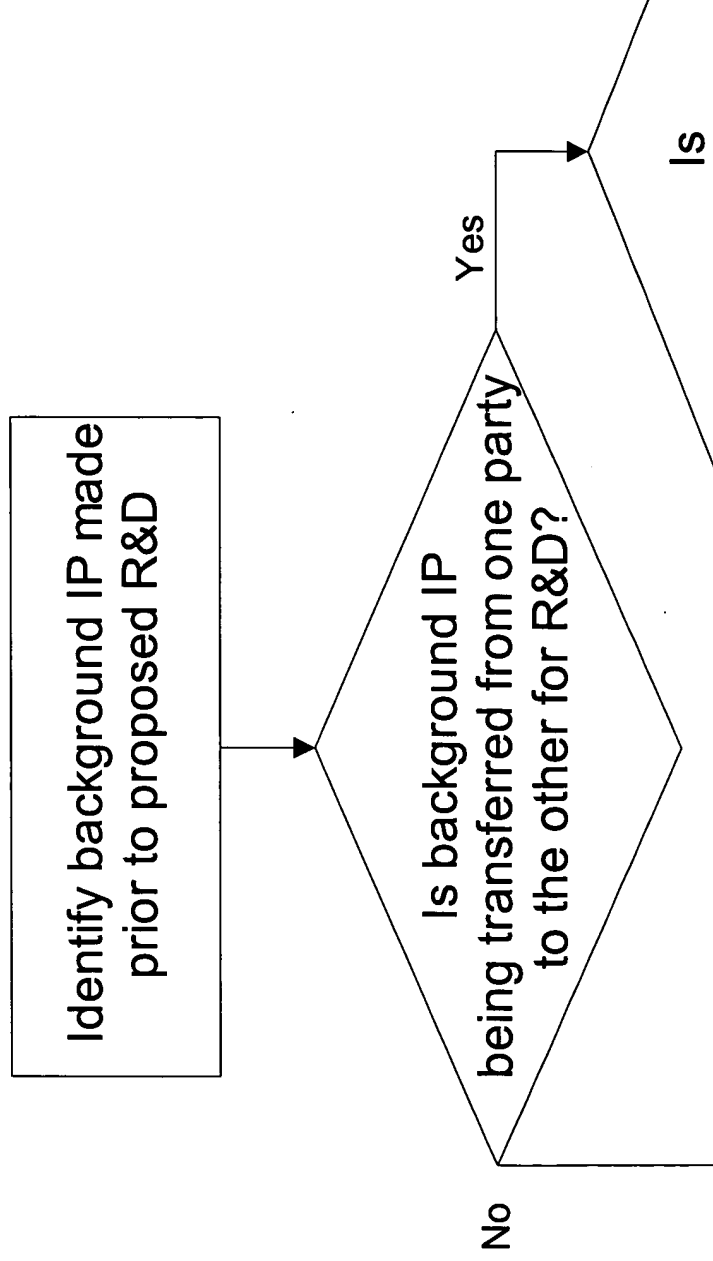 Identify background IP made
prior to proposed R&D
Is background IP
being transferred from one party
to the other for R&D?
Yes
No
Is